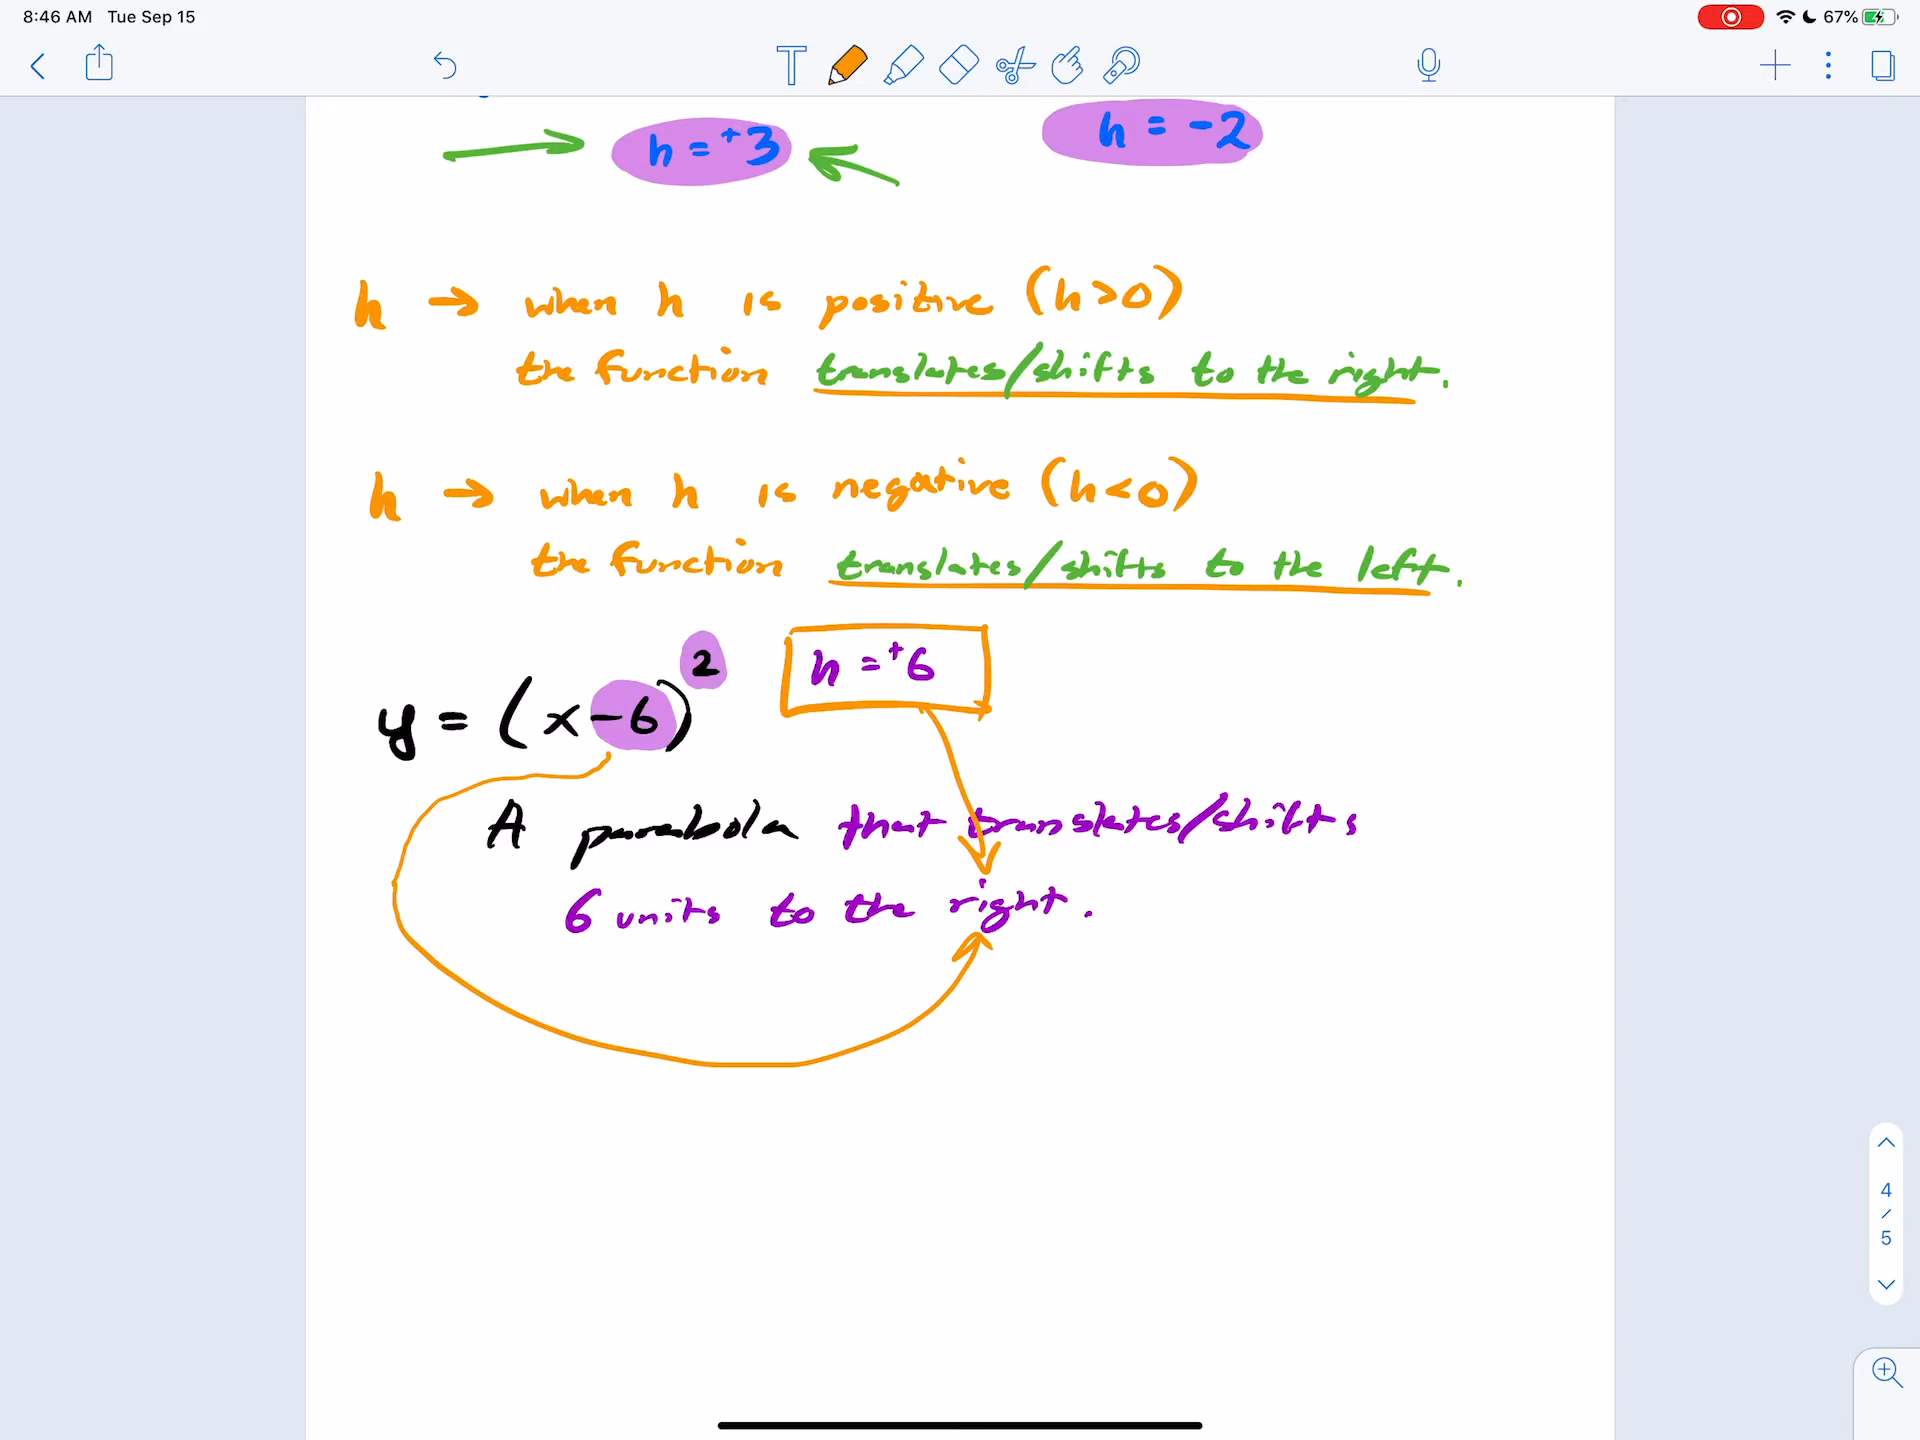 8:46 AM Tue Sep 15
67%
T
h = +3
h = -2
h → when h is positive (h>0)
the function translates/shifts to the right.
h → when h is negative (h<0)
the function translates/shifts to the left.
y = (x-6)² h = +6
A parabola that translates/shifts
6 units to the right.
4
/
5